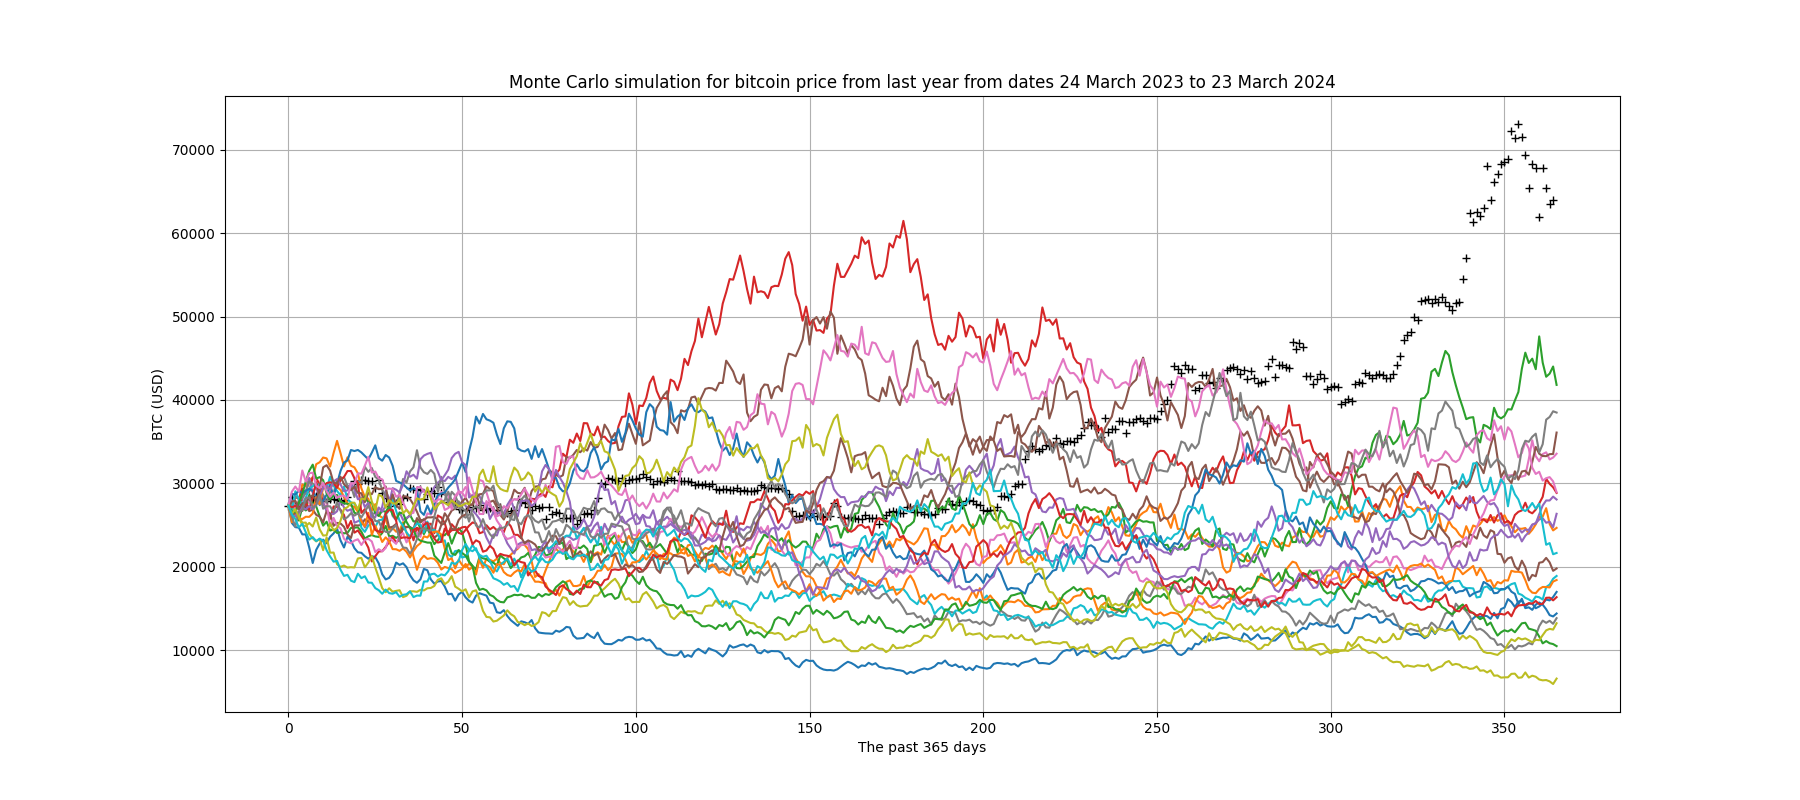 Monte Carlo simulation for bitcoin price from last year from dates 24 March 2023 to 23 March 2024
70000
60000
50000
40000
30000
20000
10000
BTC (USD)
0 50 100 150 200 250 300 350
The past 365 days